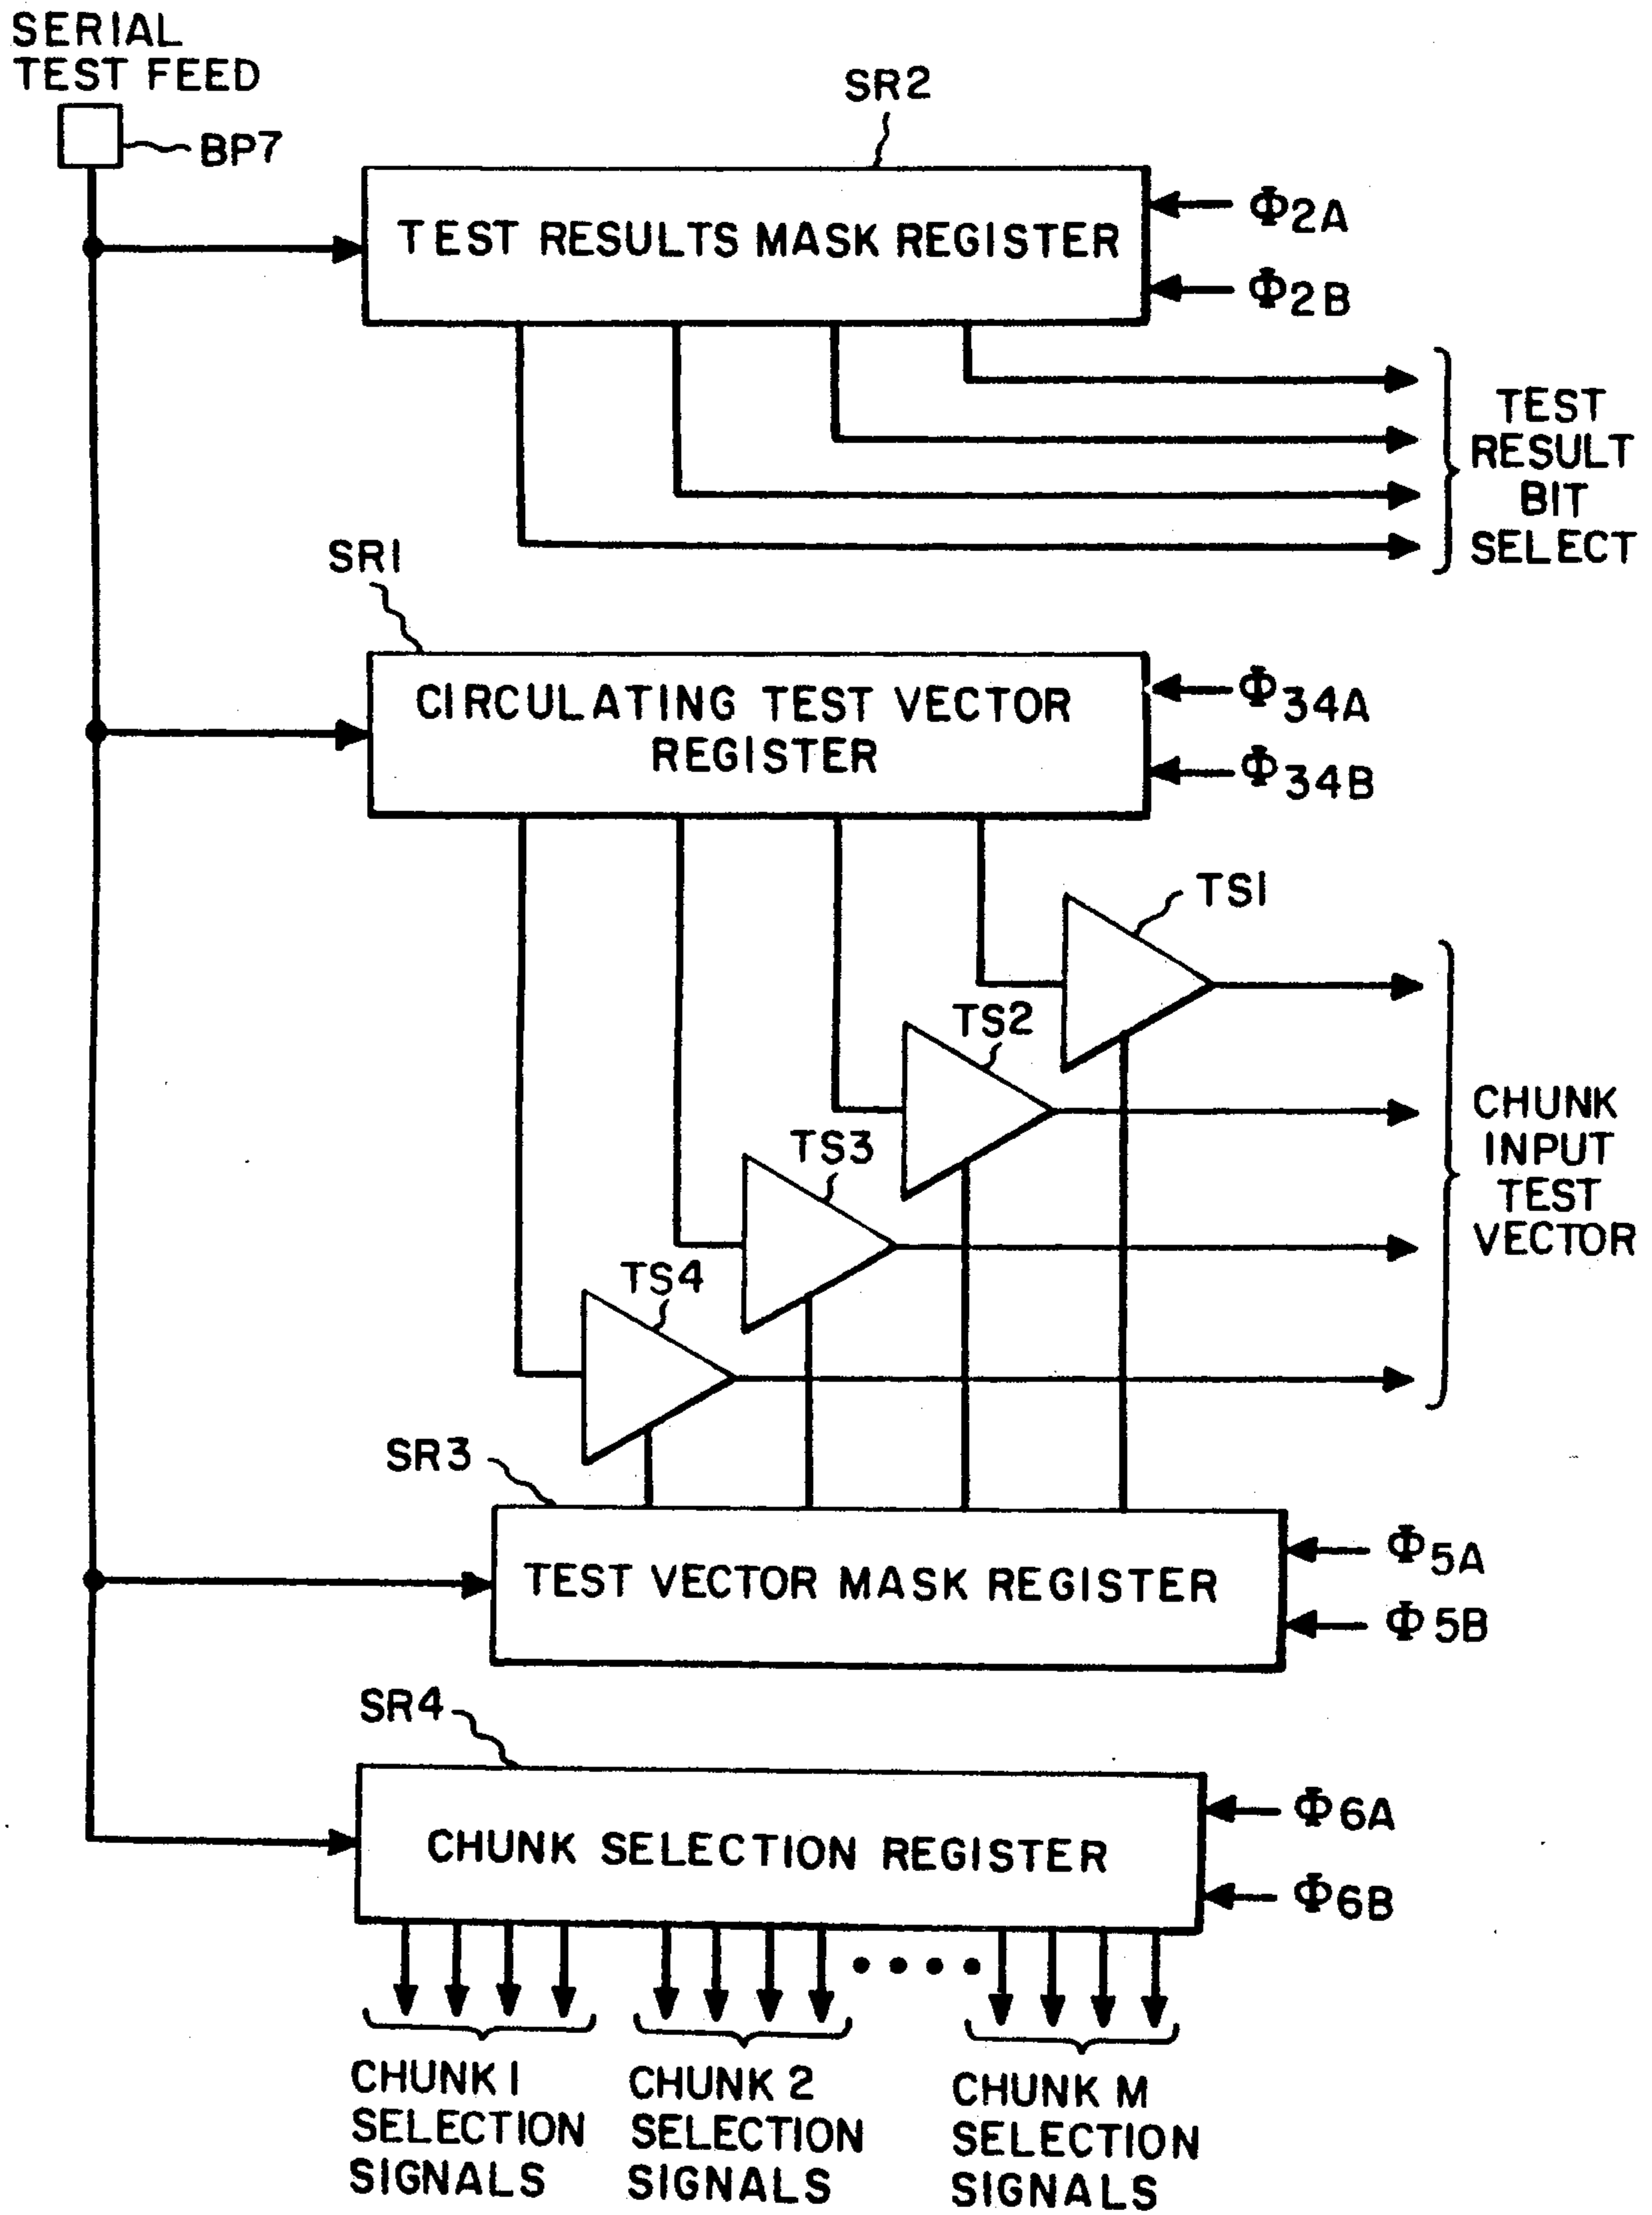 SERIAL
TEST FEED
BP7
SR2
TEST RESULTS MASK REGISTER
Φ2A
Φ2B
TEST
RESULT
BIT
SELECT
SR1
CIRCULATING TEST VECTOR
REGISTER
Φ34A
Φ34B
TS1
TS2
TS3
TS4
CHUNK
INPUT
TEST
VECTOR
SR3
TEST VECTOR MASK REGISTER
Φ5A
Φ5B
SR4
CHUNK SELECTION REGISTER
Φ6A
Φ6B
CHUNK 1
SELECTION
SIGNALS
CHUNK 2
SELECTION
SIGNALS
CHUNK M
SELECTION
SIGNALS